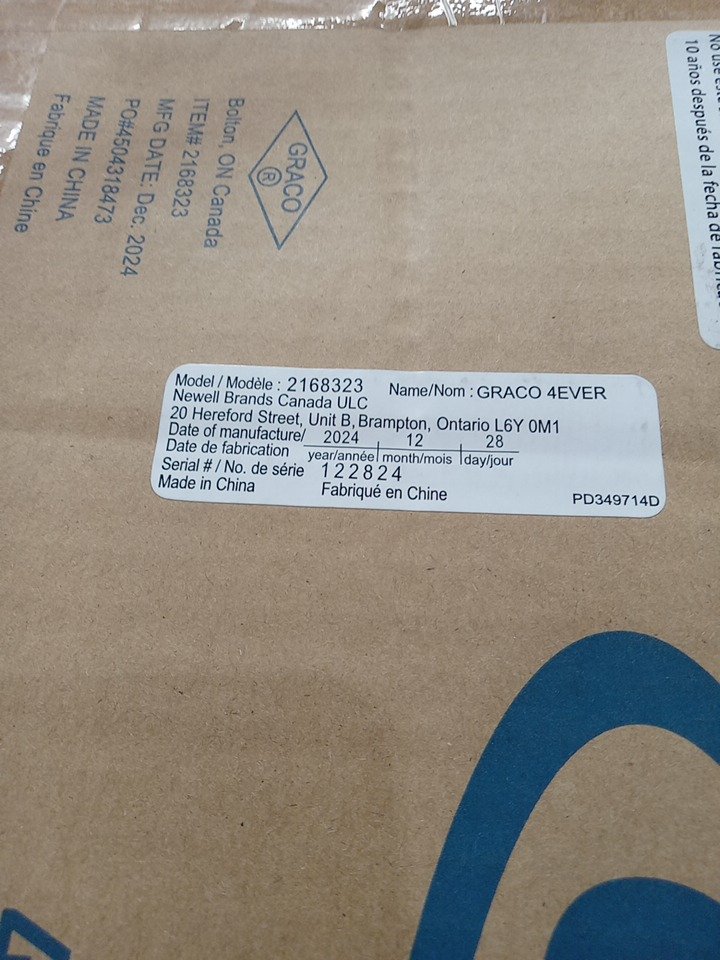 GRACO
®
Bolton, ON Canada
ITEM# 2168323
MFG DATE: Dec. 2024
PO#4504318473
MADE IN CHINA
Fabrique en Chine
10 años después de la fecha de
Model / Modèle : 2168323 Name/Nom : GRACO 4EVER
Newell Brands Canada ULC
20 Hereford Street, Unit B, Brampton, Ontario L6Y 0M1
Date of manufacture/ 2024 12 28
Date de fabrication year/année month/mois day/jour
Serial # / No. de série 122824
Made in China Fabriqué en Chine PD349714D